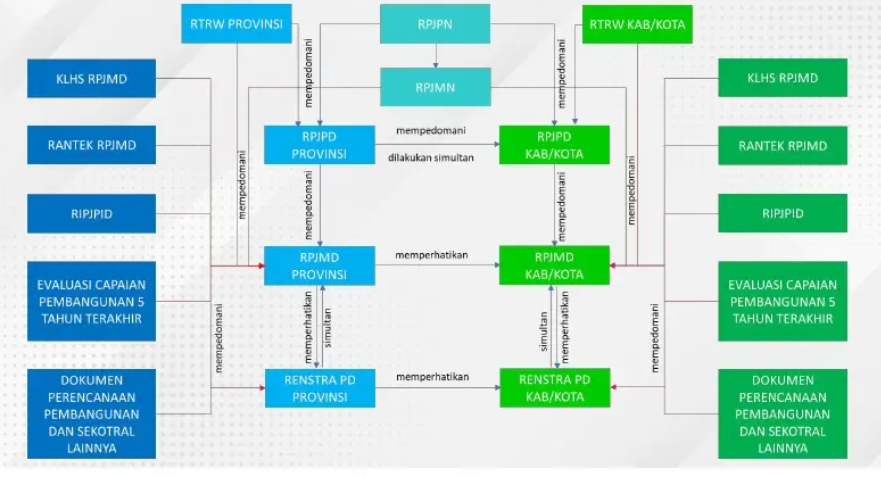 RTRW PROVINSI
RPJPN
RTRW KAB/KOTA
mempedomani
mempedomani
KLHS RPJMD
RPJMN
KLHS RPJMD
RANTEK RPJMD
RPJPD
PROVINSI
mempedomani
dilakukan simultan
RPJPD
KAB/KOTA
RANTEK RPJMD
mempedomani
mempedomani
mempedomani
mempedomani
RIPJPID
RIPJPID
RPJMD
PROVINSI
memperhatikan
RPJMD
KAB/KOTA
EVALUASI CAPAIAN
PEMBANGUNAN 5
TAHUN TERAKHIR
mempedomani
memperhatikan
simultan
simultan
memperhatikan
mempedomani
EVALUASI CAPAIAN
PEMBANGUNAN 5
TAHUN TERAKHIR
RENSTRA PD
PROVINSI
memperhatikan
RENSTRA PD
KAB/KOTA
DOKUMEN
PERENCANAAN
PEMBANGUNAN
DAN SEKOTRAL
LAINNYA
DOKUMEN
PERENCANAAN
PEMBANGUNAN
DAN SEKOTRAL
LAINNYA